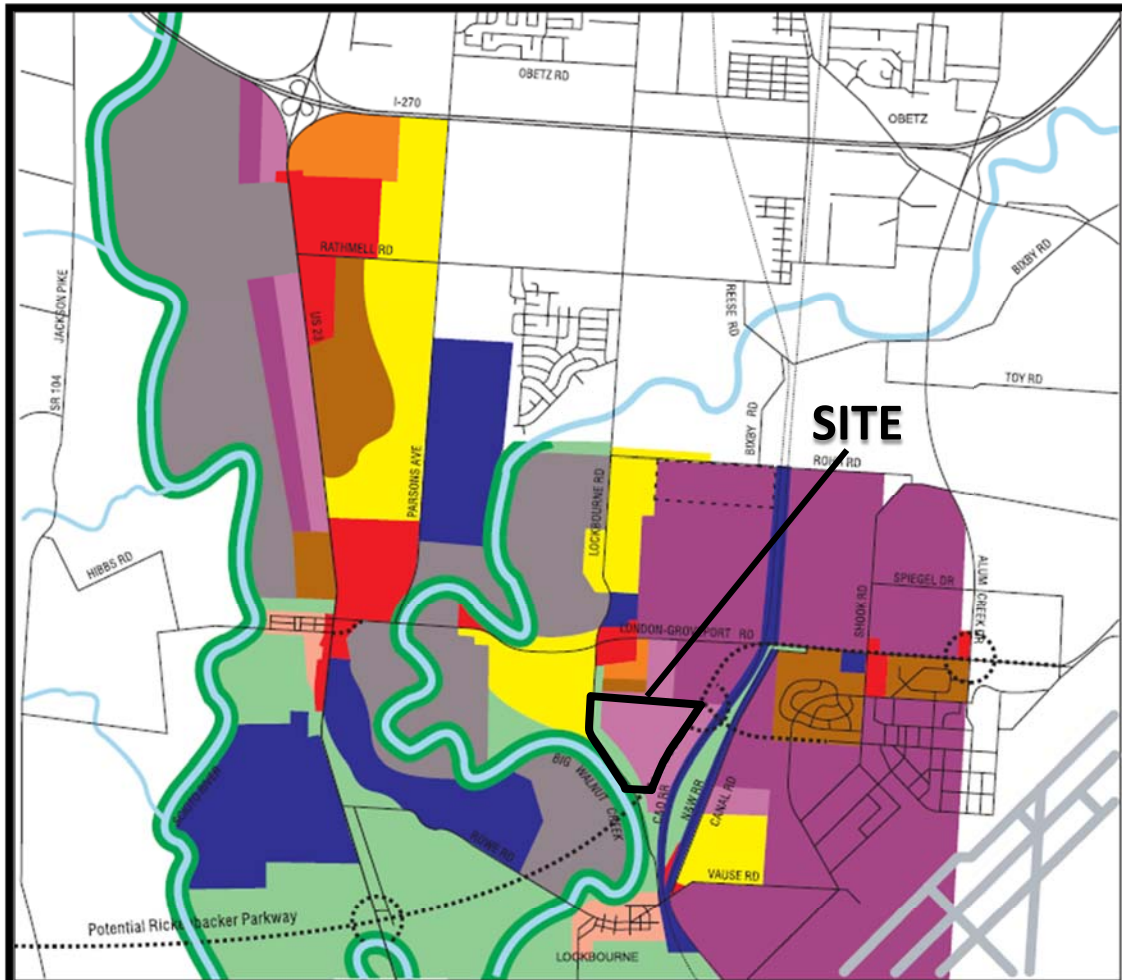 OBETZ RD
I-270
OBETZ
RATHMELL RD
BIXBY RD
JACKSON PIKE
SR 104
US 23
REESE RD
TOY RD
BIXBY RD
SITE
PARSONS AVE
LOCKBOURNE RD
ROHR RD
HIBBS RD
SPIEGEL DR
ALUM CREEK DR
SHOOK RD
LONDON-GROVEPORT RD
BIG WALNUT CREEK
C&O RR
N&W RR
CANAL RD
SCIOTO RIVER
ROWE RD
VAUSE RD
Potential Rickenbacker Parkway
LOCKBOURNE